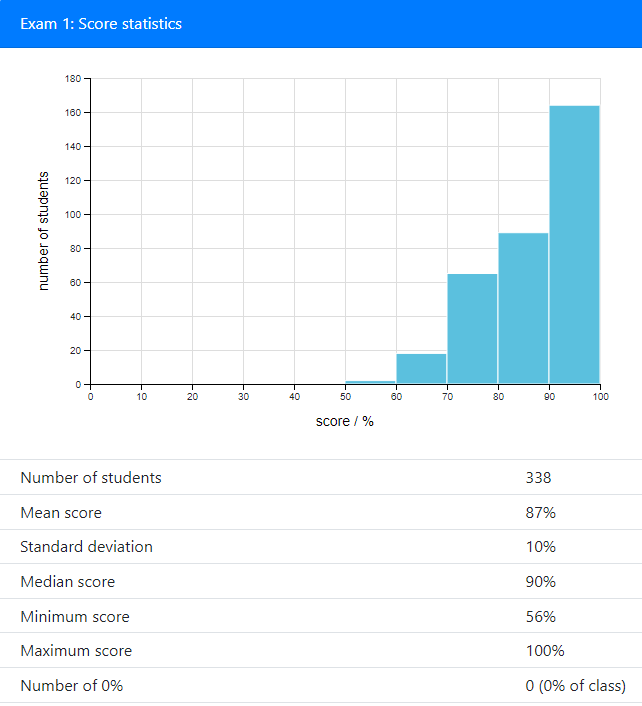 Exam 1: Score statistics
180
160
140
120
100
80
60
40
20
0
number of students
0 10 20 30 40 50 60 70 80 90 100
score / %
Number of students 338
Mean score 87%
Standard deviation 10%
Median score 90%
Minimum score 56%
Maximum score 100%
Number of 0% 0 (0% of class)